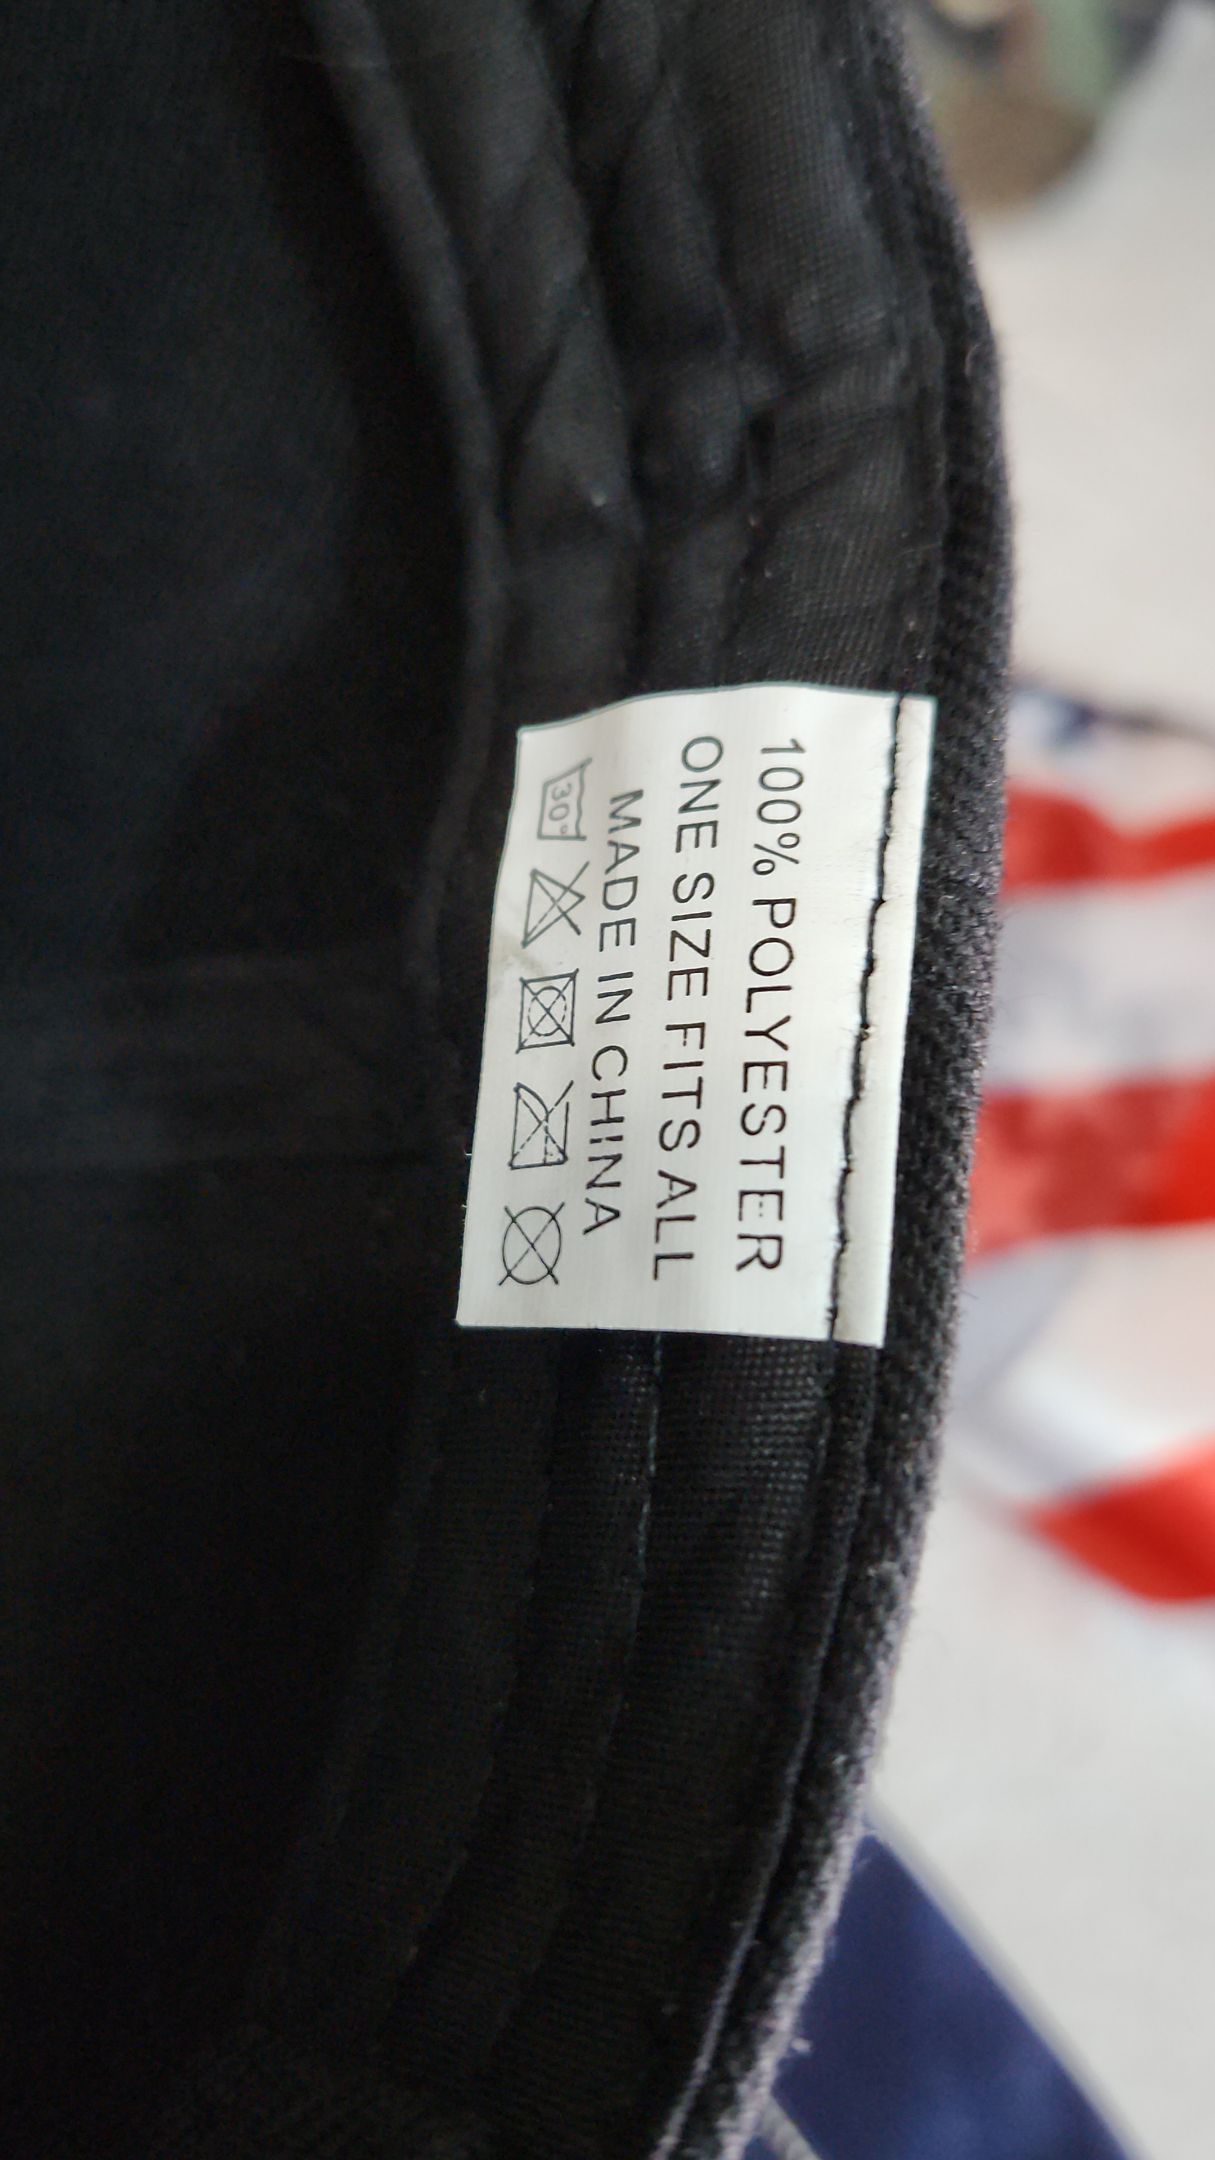 100% POLYESTER
ONE SIZE FITS ALL
MADE IN CHINA
30°